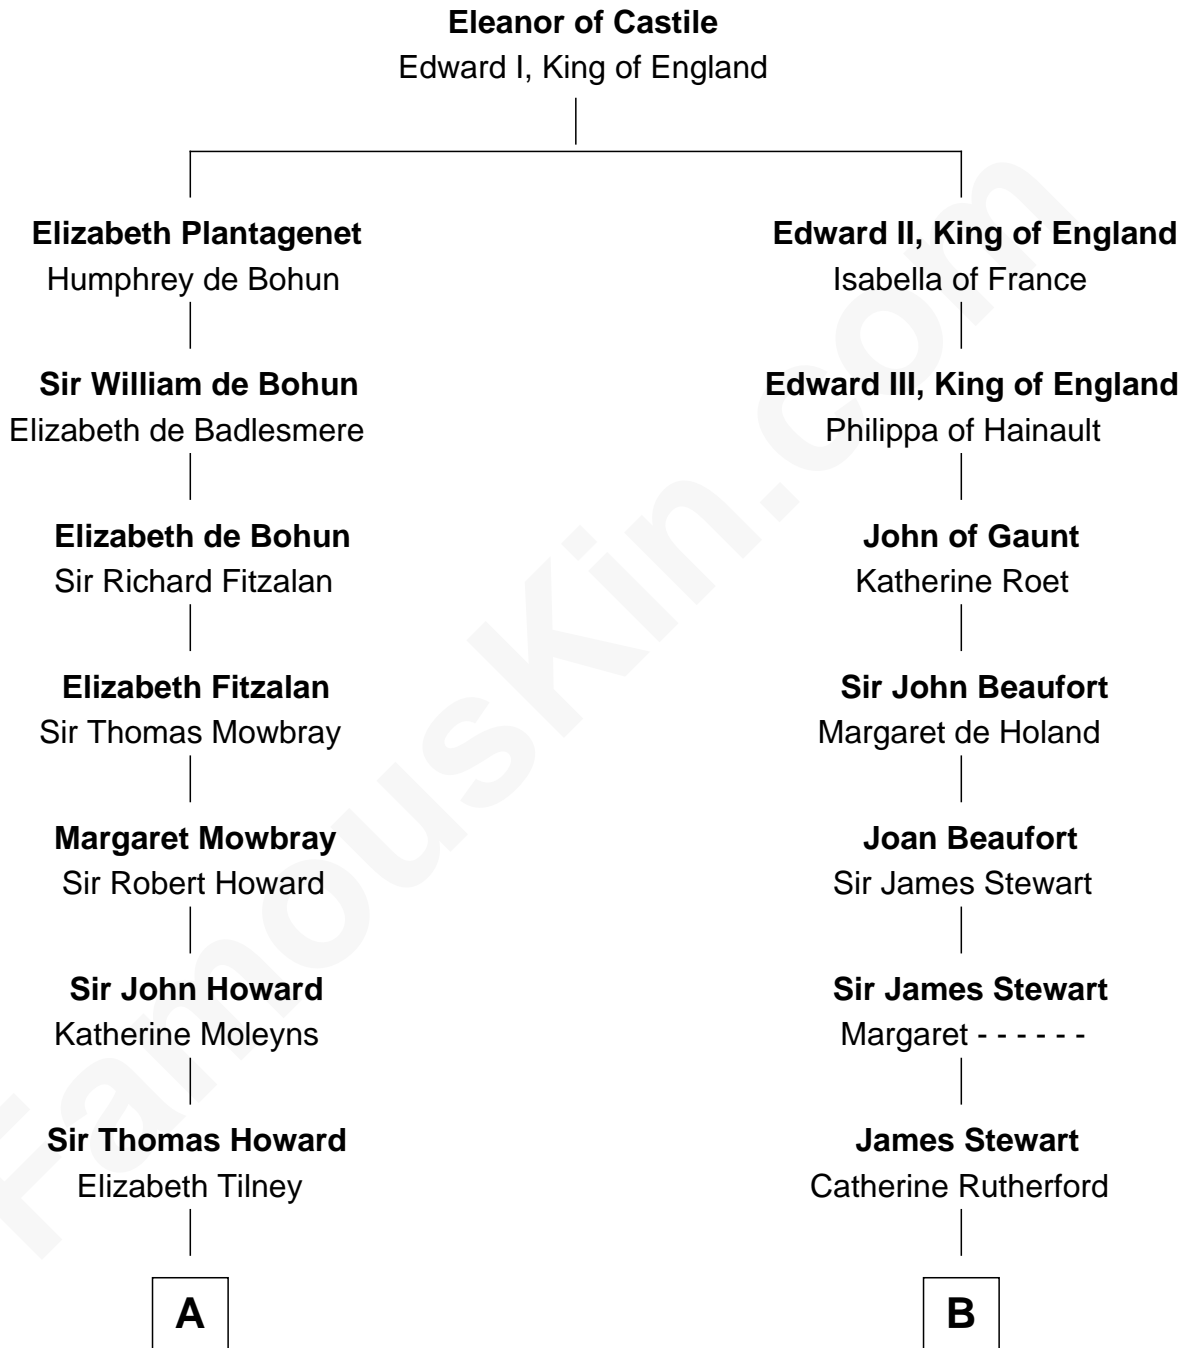 Eleanor of Castile
Edward I, King of England
Elizabeth Plantagenet
Humphrey de Bohun
Edward II, King of England
Isabella of France
Sir William de Bohun
Elizabeth de Badlesmere
Edward III, King of England
Philippa of Hainault
Elizabeth de Bohun
Sir Richard Fitzalan
John of Gaunt
Katherine Roet
Elizabeth Fitzalan
Sir Thomas Mowbray
Sir John Beaufort
Margaret de Holand
Margaret Mowbray
Sir Robert Howard
Joan Beaufort
Sir James Stewart
Sir John Howard
Katherine Moleyns
Sir James Stewart
Margaret - - - - - -
Sir Thomas Howard
Elizabeth Tilney
James Stewart
Catherine Rutherford
A
B
FamousKin.com